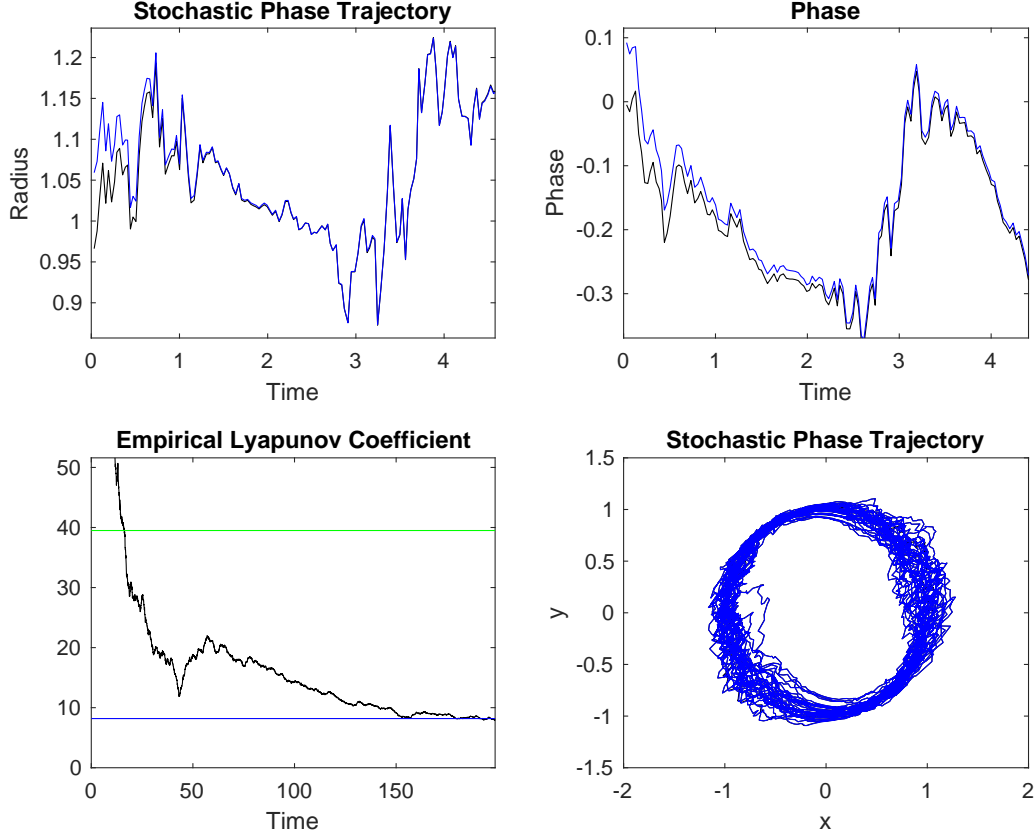 Stochastic Phase Trajectory
Radius
1.2
1.15
1.1
1.05
1
0.95
0.9
0 1 2 3 4
Time
Phase
Phase
0.1
0
-0.1
-0.2
-0.3
0 1 2 3 4
Time
Empirical Lyapunov Coefficient
50
40
30
20
10
0
0 50 100 150
Time
Stochastic Phase Trajectory
y
1.5
1
0.5
0
-0.5
-1
-1.5
-2 -1 0 1 2
x